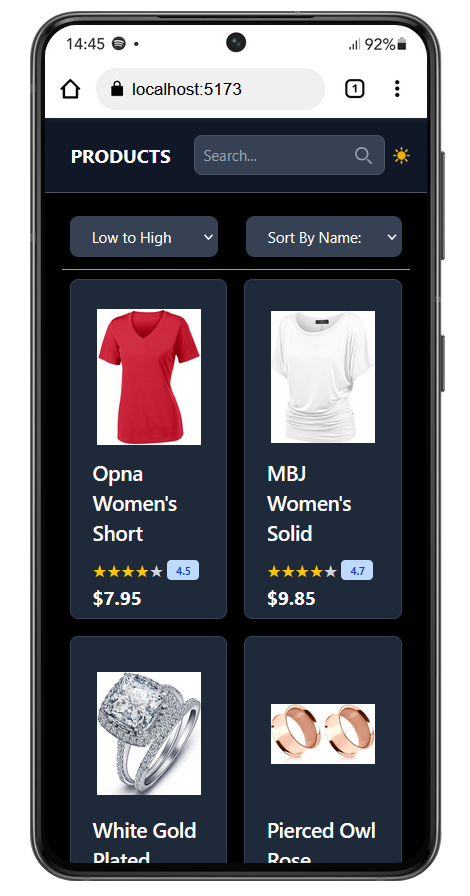 14:45
92%
localhost:5173
1
PRODUCTS
Search...
Low to High
Sort By Name:
Opna
Women's
Short
4.5
$7.95
MBJ
Women's
Solid
4.7
$9.85
White Gold
Plated
Pierced Owl
Rose